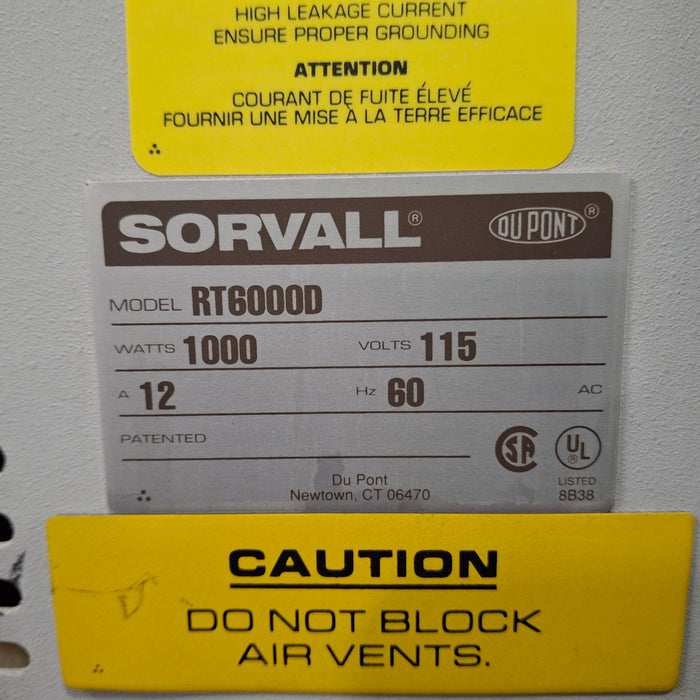 HIGH LEAKAGE CURRENT
ENSURE PROPER GROUNDING
ATTENTION
COURANT DE FUITE ÉLEVÉ
FOURNIR UNE MISE À LA TERRE EFFICACE
SORVALL® DU PONT®
MODEL RT6000D
WATTS 1000 VOLTS 115
A 12 Hz 60 AC
PATENTED
SA UL®
LISTED
8B38
Du Pont
Newtown, CT 06470
CAUTION
DO NOT BLOCK
AIR VENTS.